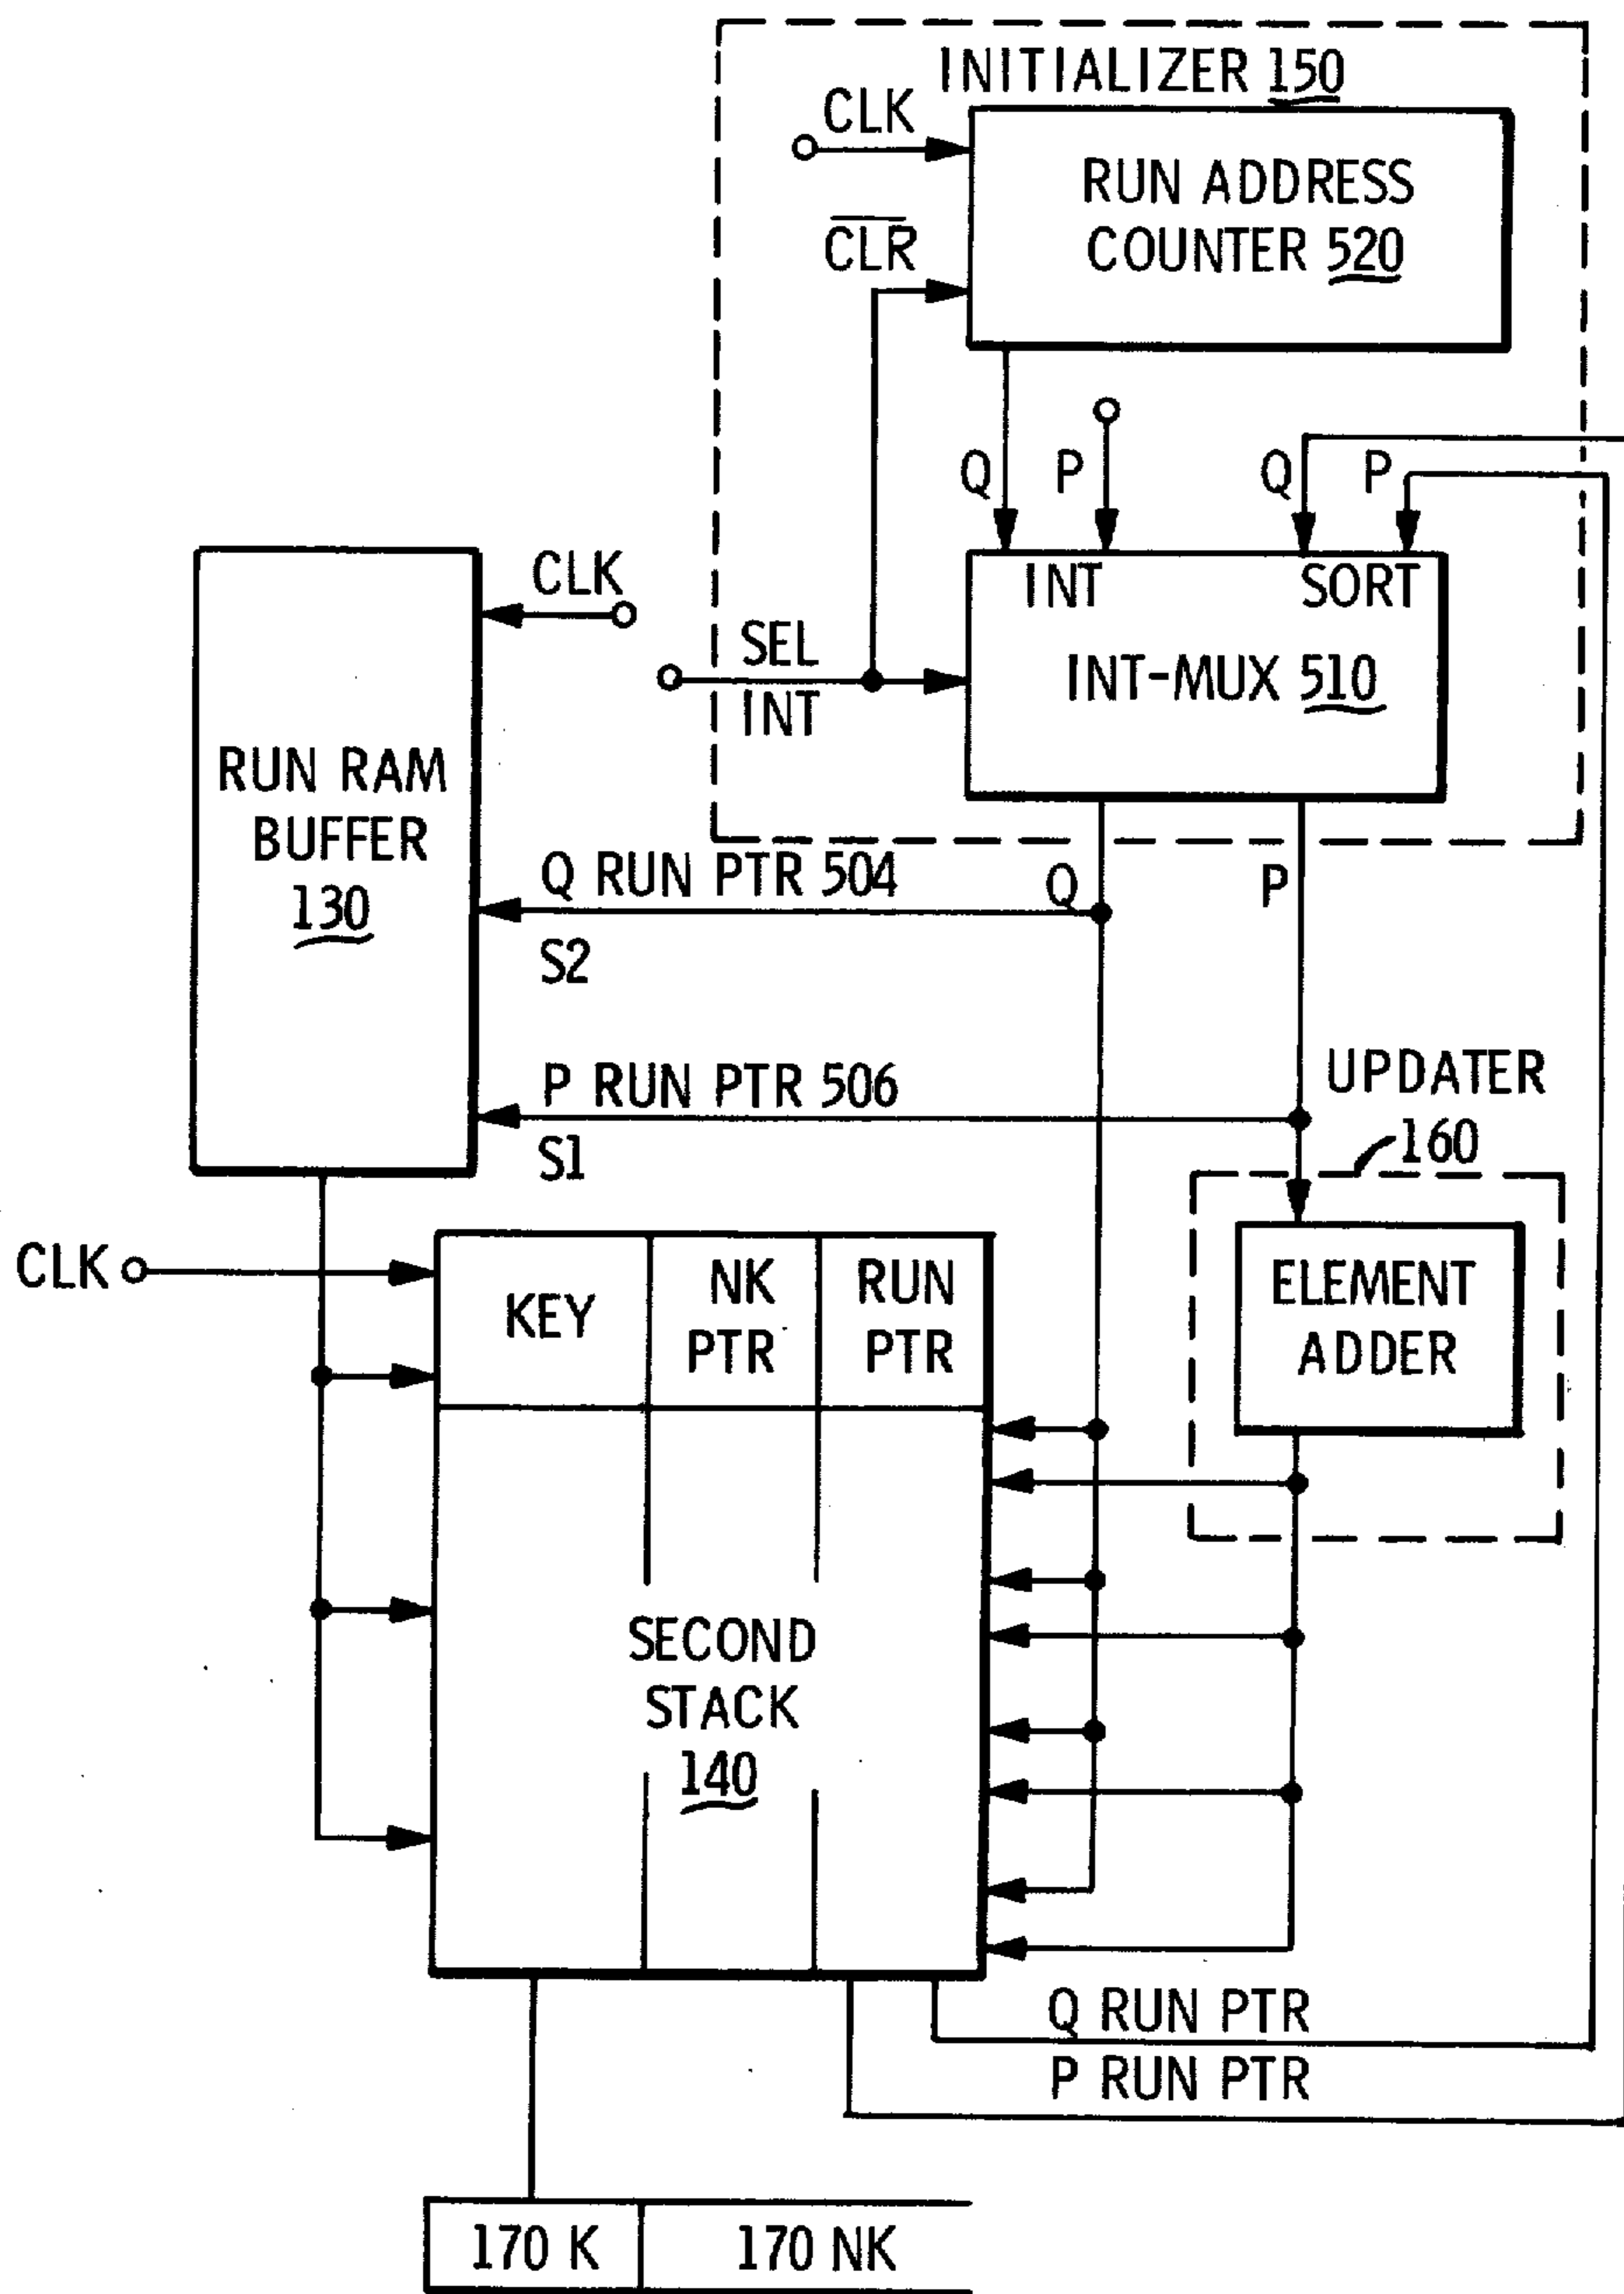 INITIALIZER 150
CLK
RUN ADDRESS
COUNTER 520
CLR
Q P Q P
INT SORT
INT-MUX 510
CLK
SEL
INT
RUN RAM
BUFFER
130
Q RUN PTR 504
Q P
S2
P RUN PTR 506
S1
UPDATER
160
CLK
KEY
NK
PTR
RUN
PTR
ELEMENT
ADDER
SECOND
STACK
140
Q RUN PTR
P RUN PTR
170 K
170 NK